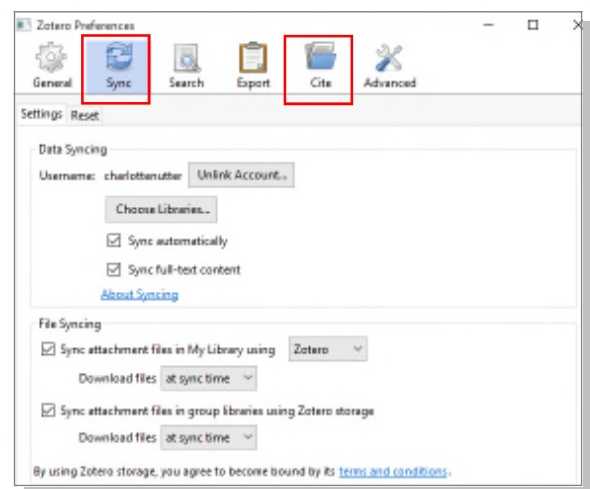 Zotero Preferences
General Sync Search Export Cite Advanced
Settings Reset
Data Syncing
Username: charlottenutter Unlink Account...
Choose Libraries...
Sync automatically
Sync full-text content
About Syncing
File Syncing
Sync attachment files in My Library using Zotero
Download files at sync time
Sync attachment files in group libraries using Zotero storage
Download files at sync time
By using Zotero storage, you agree to become bound by its terms and conditions.